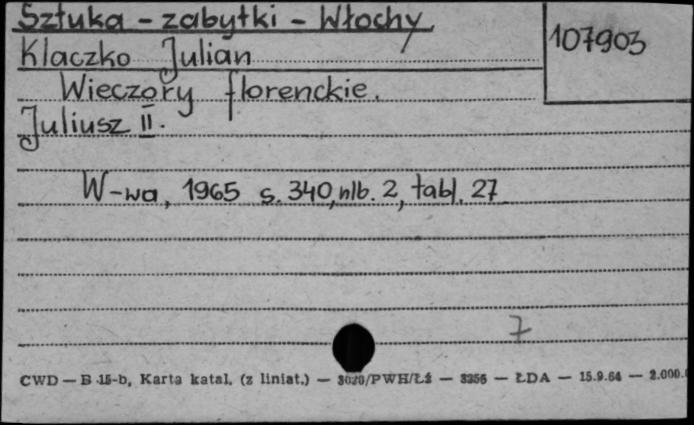 Sztuka - zabytki - Włochy
107903
Klaczko Julian
Wieczory florenckie.
Juliusz II.
W-wa, 1965 s. 340, nlb. 2, tabl. 27
7
CWD — B 15-b, Karta katal. (z liniat.) — 3020/PWH/Łź — 3356 — ŁDA — 15.9.64 — 2.000.